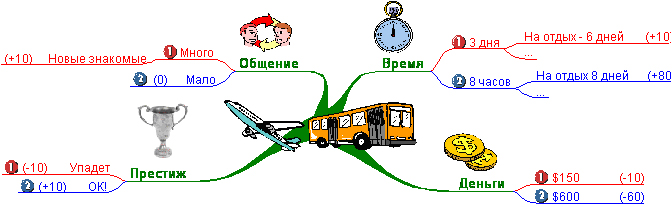 Общение
1 Много
Новые знакомые (+10)
2 Мало (0)
Время
1 3 дня
На отдых - 6 дней (+10)
...
2 8 часов
На отдых 8 дней (+80
...
Престиж
1 Упадет (-10)
2 OK! (+10)
Деньги
1 $150 (-10)
2 $600 (-60)